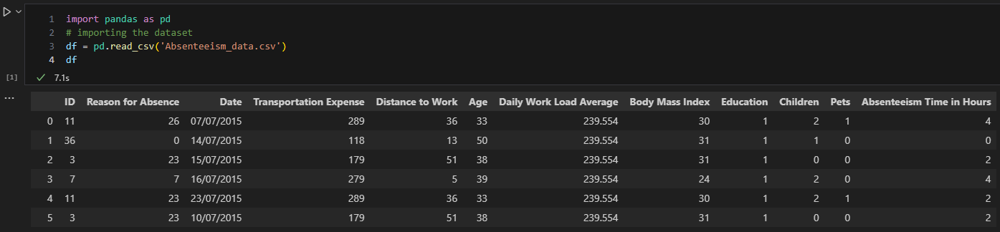 1 import pandas as pd
2 # importing the dataset
3 df = pd.read_csv('Absenteeism_data.csv')
4 df
[1] 7.1s
ID Reason for Absence Date Transportation Expense Distance to Work Age Daily Work Load Average Body Mass Index Education Children Pets Absenteeism Time in Hours
0 11 26 07/07/2015 289 36 33 239.554 30 1 2 1 4
1 36 0 14/07/2015 118 13 50 239.554 31 1 1 0 0
2 3 23 15/07/2015 179 51 38 239.554 31 1 0 0 2
3 7 7 16/07/2015 279 5 39 239.554 24 1 2 0 4
4 11 23 23/07/2015 289 36 33 239.554 30 1 2 1 2
5 3 23 10/07/2015 179 51 38 239.554 31 1 0 0 2